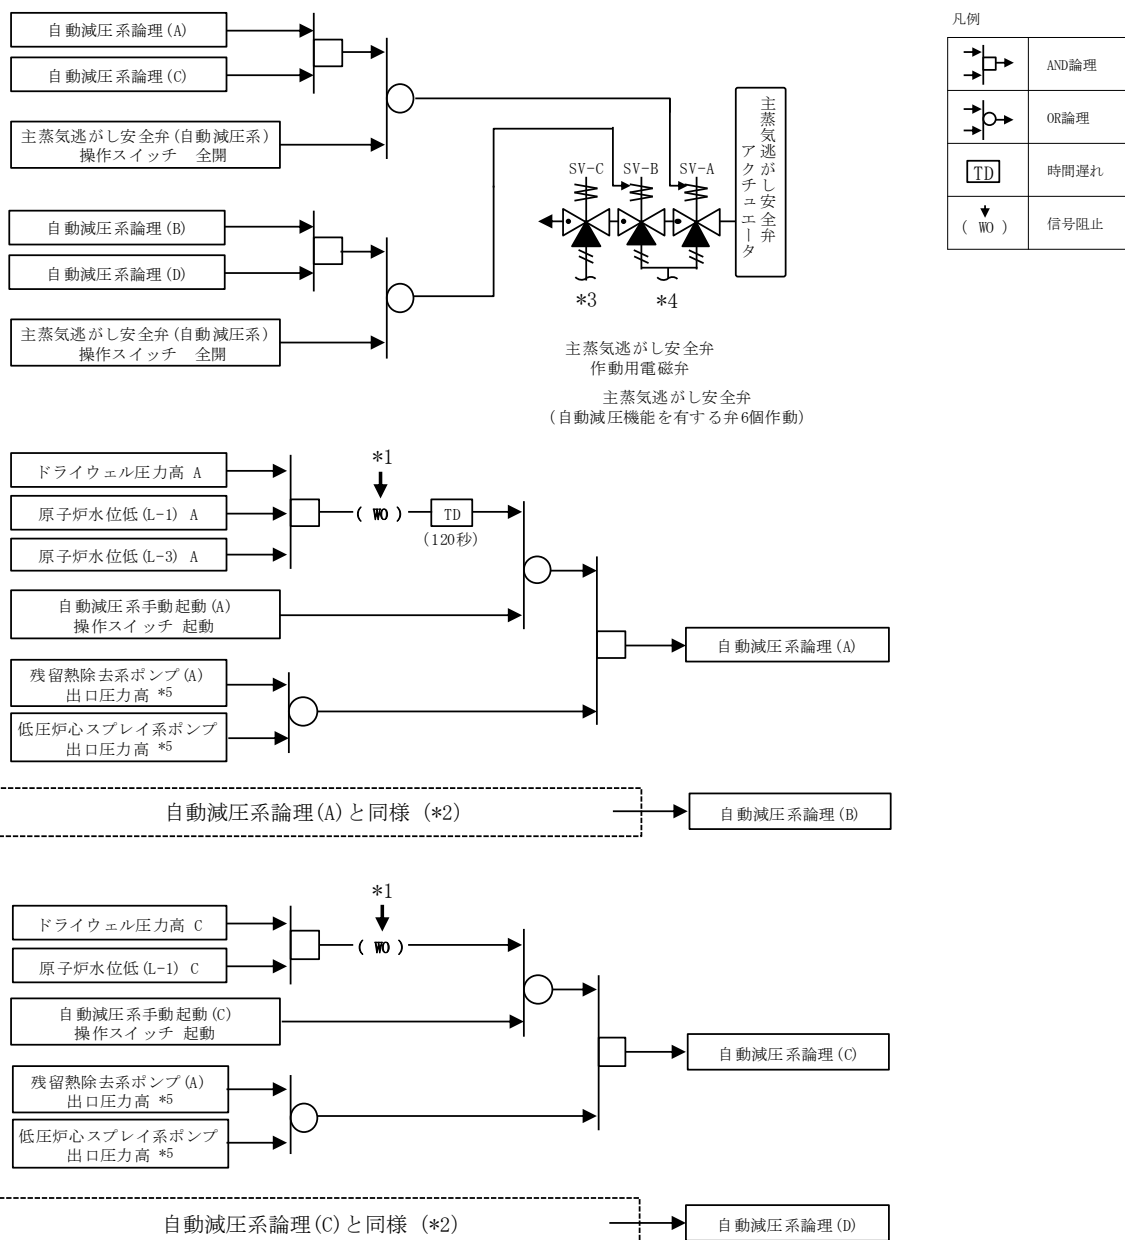 自動減圧系論理(A)
自動減圧系論理(C)
主蒸気逃がし安全弁(自動減圧系)
操作スイッチ 全開
自動減圧系論理(B)
自動減圧系論理(D)
主蒸気逃がし安全弁(自動減圧系)
操作スイッチ 全開
SV-C
SV-B
SV-A
主蒸気逃がし安全弁
アクチュエータ
*3
*4
主蒸気逃がし安全弁
作動用電磁弁
主蒸気逃がし安全弁
(自動減圧機能を有する弁6個作動)
凡例
AND論理
OR論理
TD
時間遅れ
( WO )
信号阻止
ドライウェル圧力高 A
原子炉水位低(L-1) A
原子炉水位低(L-3) A
*1
( WO )
TD
(120秒)
自動減圧系手動起動(A)
操作スイッチ 起動
残留熱除去系ポンプ(A)
出口圧力高 *5
低圧炉心スプレイ系ポンプ
出口圧力高 *5
自動減圧系論理(A)
自動減圧系論理(A)と同様 (*2)
自動減圧系論理(B)
*1
ドライウェル圧力高 C
原子炉水位低(L-1) C
( WO )
自動減圧系手動起動(C)
操作スイッチ 起動
残留熱除去系ポンプ(A)
出口圧力高 *5
低圧炉心スプレイ系ポンプ
出口圧力高 *5
自動減圧系論理(C)
自動減圧系論理(C)と同様 (*2)
自動減圧系論理(D)